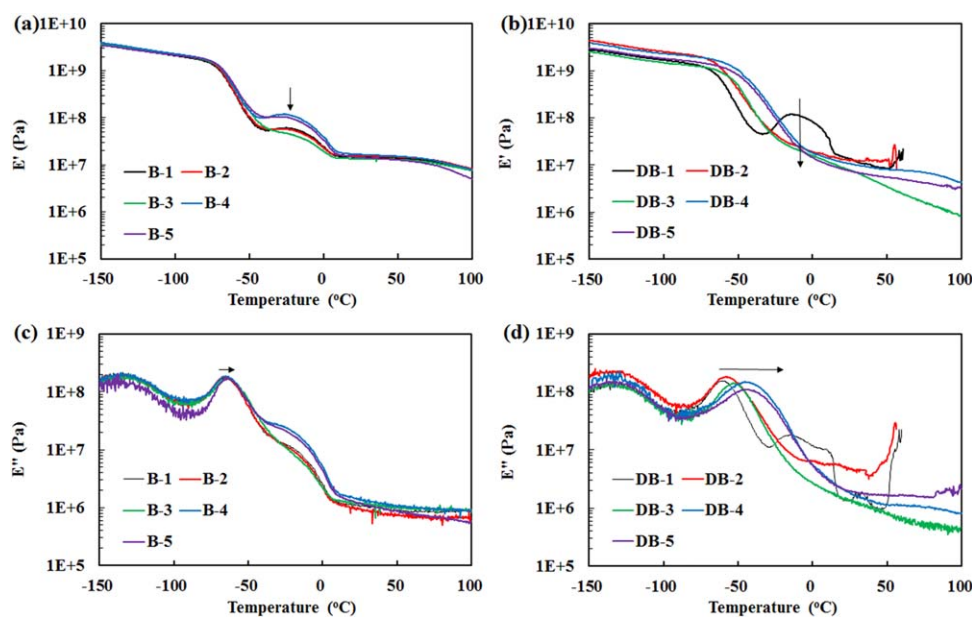 (a)
1E+10
1E+9
1E+8
1E+7
1E+6
1E+5
E' (Pa)
B-1 B-2
B-3 B-4
B-5
-150 -100 -50 0 50 100
Temperature (°C)
(b)
1E+10
1E+9
1E+8
1E+7
1E+6
1E+5
E' (Pa)
DB-1 DB-2
DB-3 DB-4
DB-5
-150 -100 -50 0 50 100
Temperature (°C)
(c)
1E+9
1E+8
1E+7
1E+6
1E+5
E'' (Pa)
B-1 B-2
B-3 B-4
B-5
-150 -100 -50 0 50 100
Temperature (°C)
(d)
1E+9
1E+8
1E+7
1E+6
1E+5
E'' (Pa)
DB-1 DB-2
DB-3 DB-4
DB-5
-150 -100 -50 0 50 100
Temperature (°C)